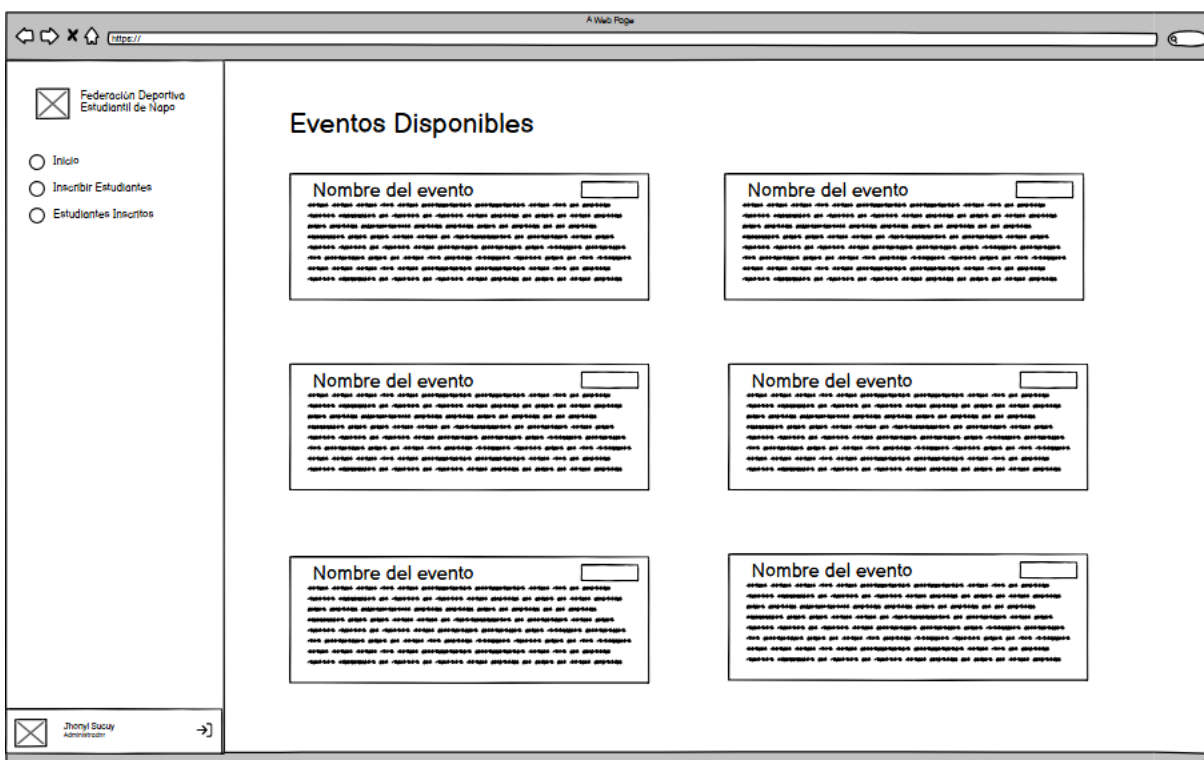 A Web Page
https://
Federación Deportiva
Estudiantil de Napo
Inicio
Inscribir Estudiantes
Estudiantes Inscritos
Eventos Disponibles
Nombre del evento
Nombre del evento
Nombre del evento
Nombre del evento
Nombre del evento
Nombre del evento
Jhonyl Sucuy
Administrador